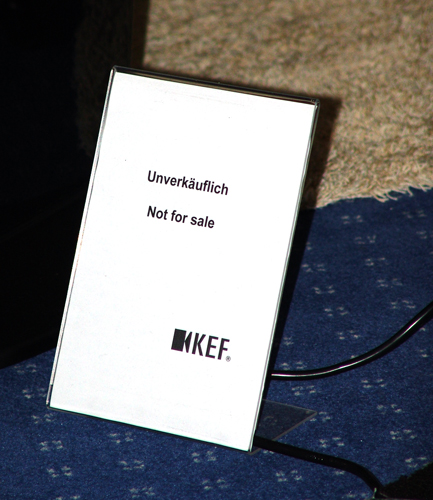 Unverkäuflich
Not for sale
KEF®